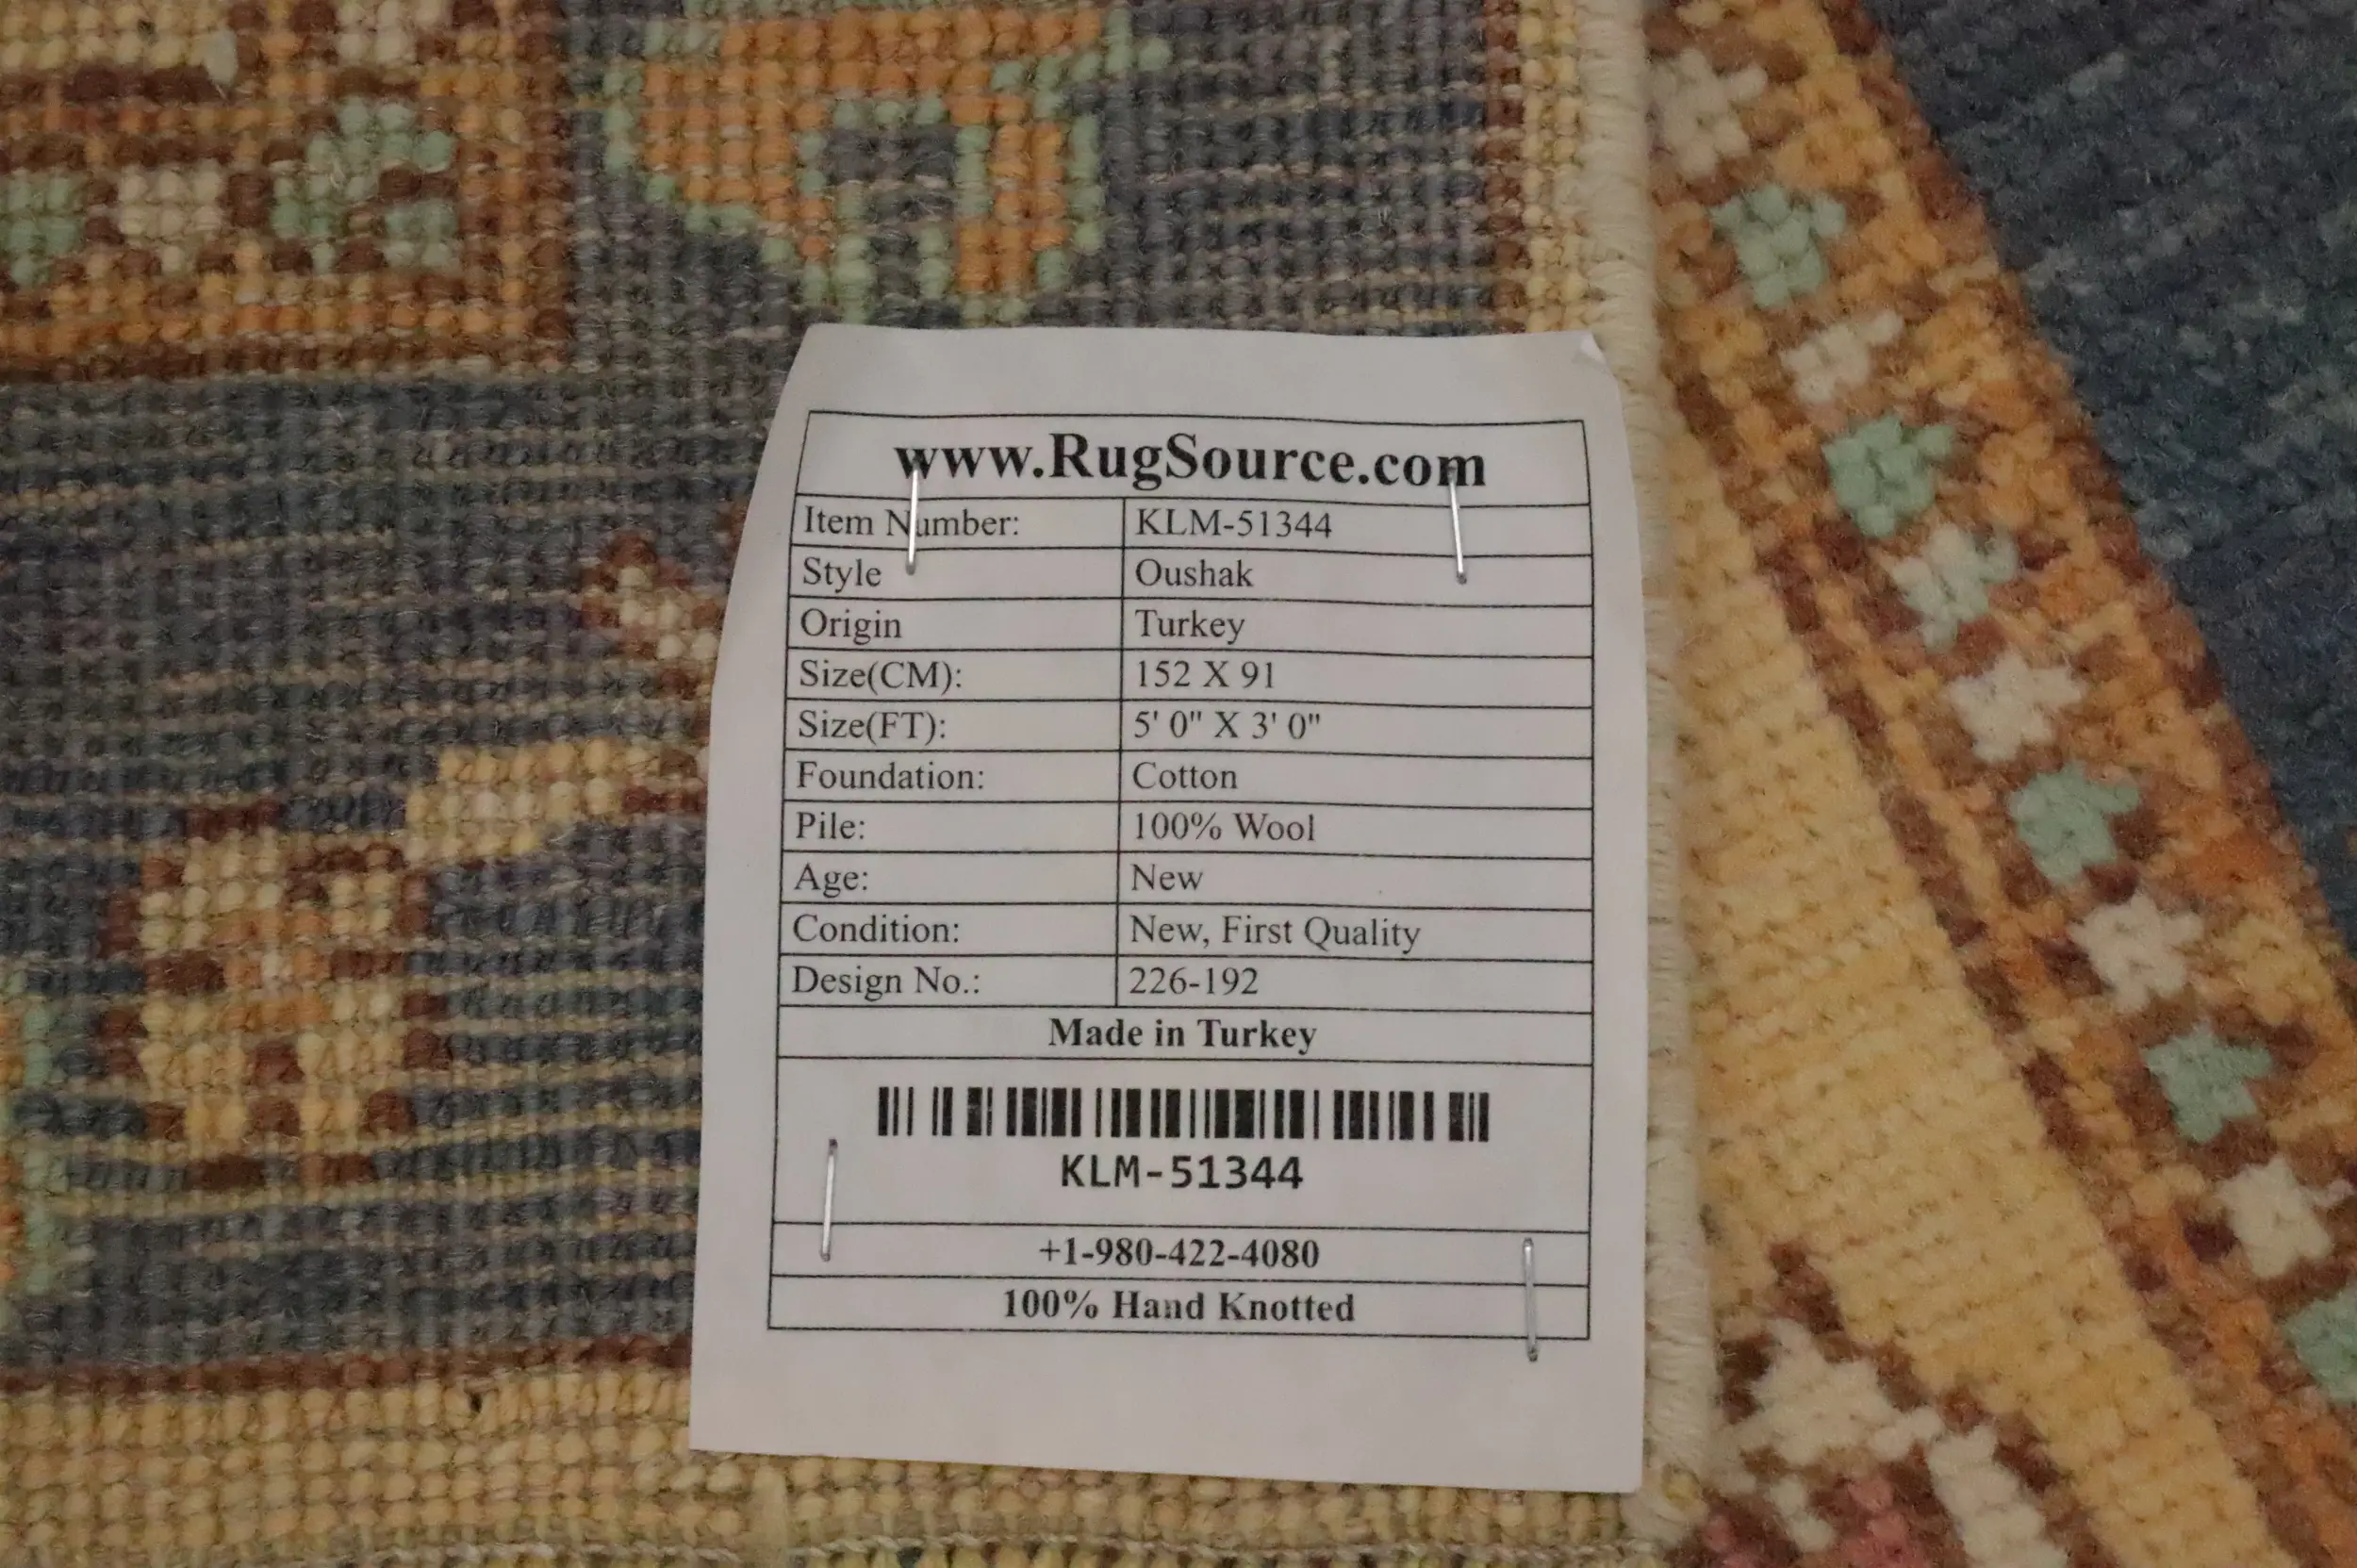 www.RugSource.com
Item Number: KLM-51344
Style Oushak
Origin Turkey
Size(CM): 152 X 91
Size(FT): 5' 0" X 3' 0"
Foundation: Cotton
Pile: 100% Wool
Age: New
Condition: New, First Quality
Design No.: 226-192
Made in Turkey
KLM-51344
+1-980-422-4080
100% Hand Knotted